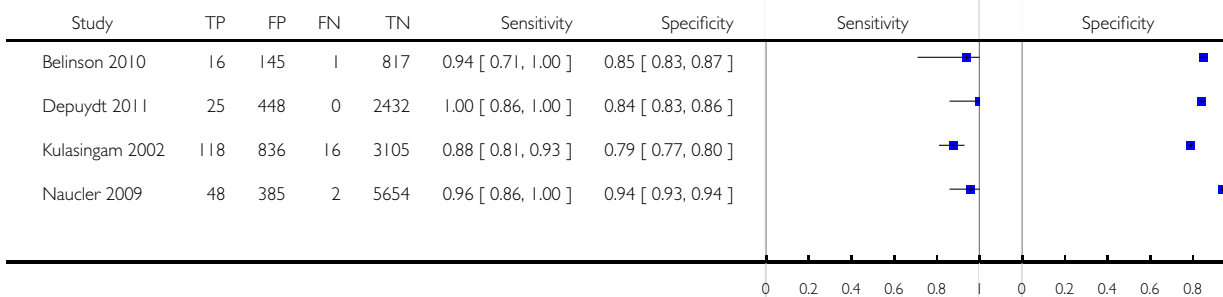 Study TP FP FN TN Sensitivity Specificity Sensitivity Specificity
Belinson 2010 16 145 1 817 0.94 [ 0.71, 1.00 ] 0.85 [ 0.83, 0.87 ]
Depuydt 2011 25 448 0 2432 1.00 [ 0.86, 1.00 ] 0.84 [ 0.83, 0.86 ]
Kulasingam 2002 118 836 16 3105 0.88 [ 0.81, 0.93 ] 0.79 [ 0.77, 0.80 ]
Naucler 2009 48 385 2 5654 0.96 [ 0.86, 1.00 ] 0.94 [ 0.93, 0.94 ]
0 0.2 0.4 0.6 0.8 1 0 0.2 0.4 0.6 0.8